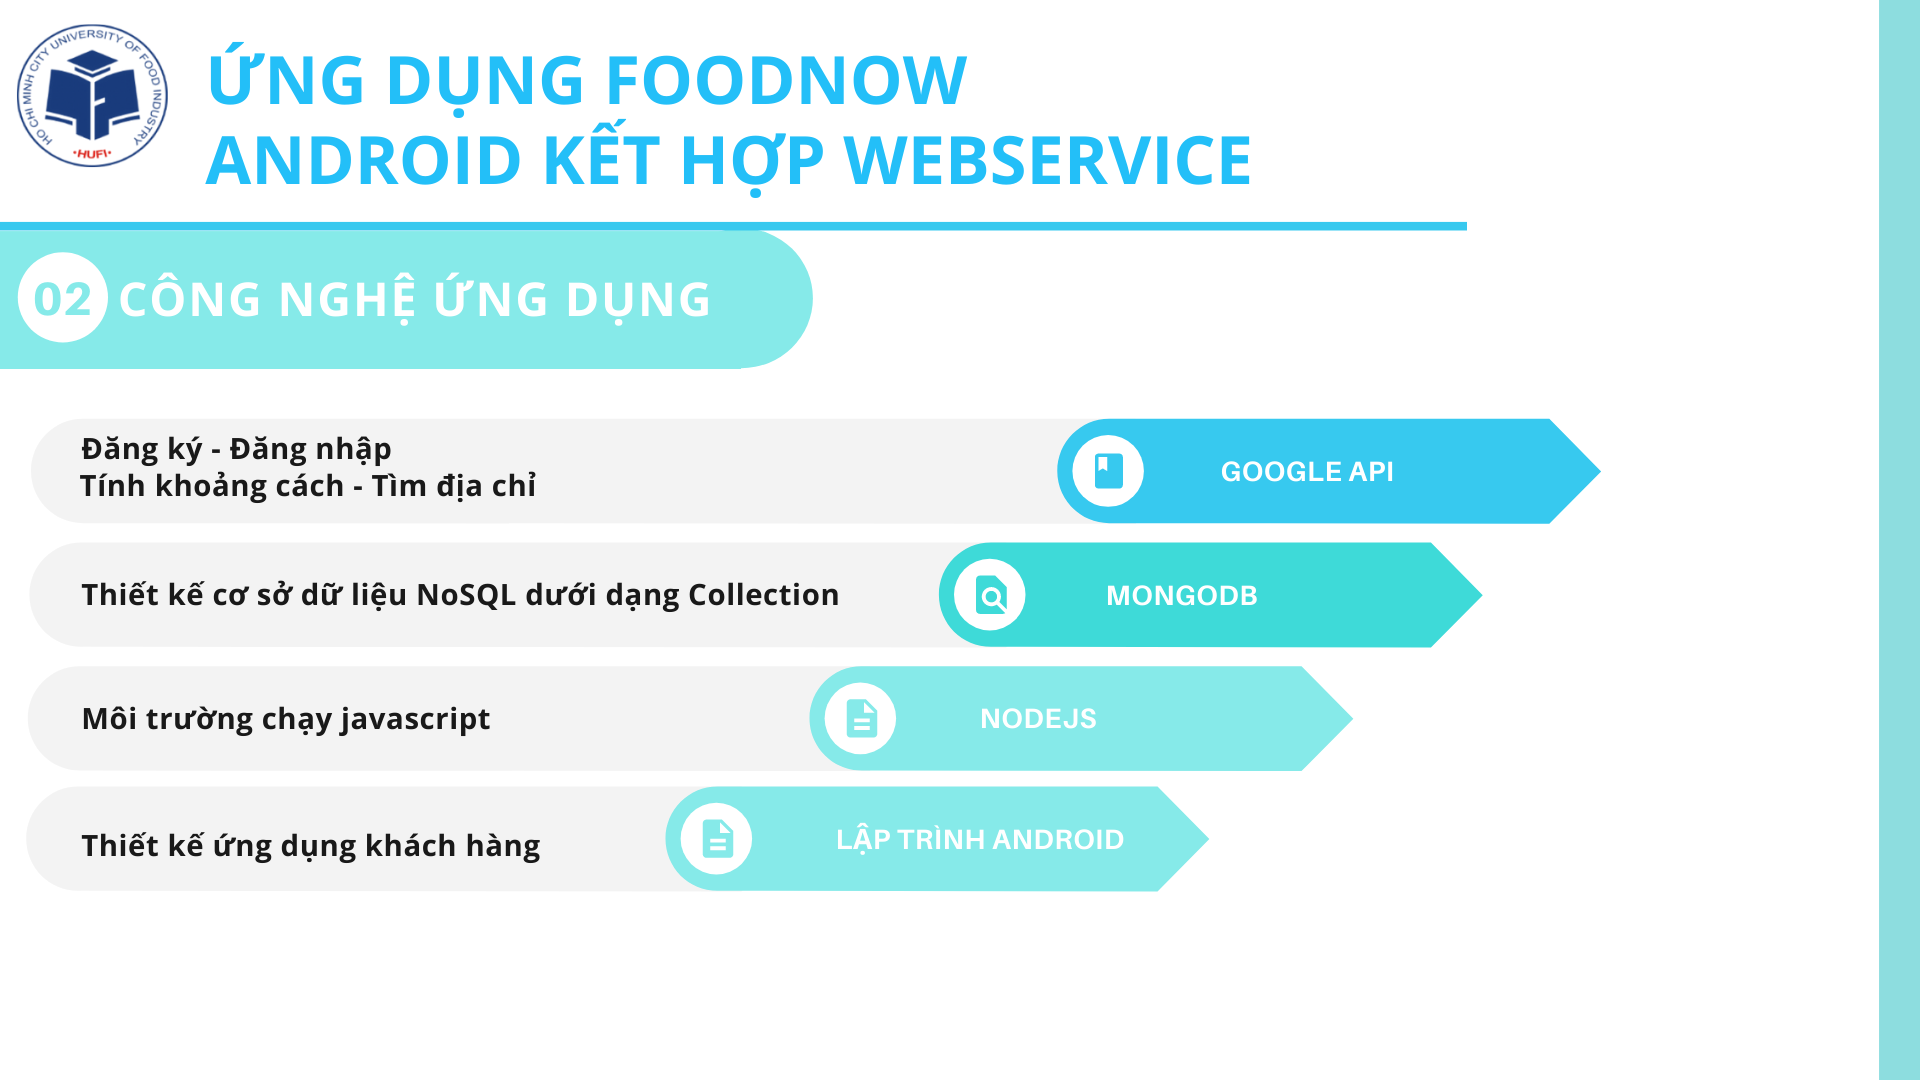 HO CHI MINH CITY UNIVERSITY OF FOOD INDUSTRY
•HUFI•
ỨNG DỤNG FOODNOW
ANDROID KẾT HỢP WEBSERVICE
02 CÔNG NGHỆ ỨNG DỤNG
Đăng ký - Đăng nhập
Tính khoảng cách - Tìm địa chỉ
GOOGLE API
Thiết kế cơ sở dữ liệu NoSQL dưới dạng Collection
MONGODB
Môi trường chạy javascript
NODEJS
Thiết kế ứng dụng khách hàng
LẬP TRÌNH ANDROID